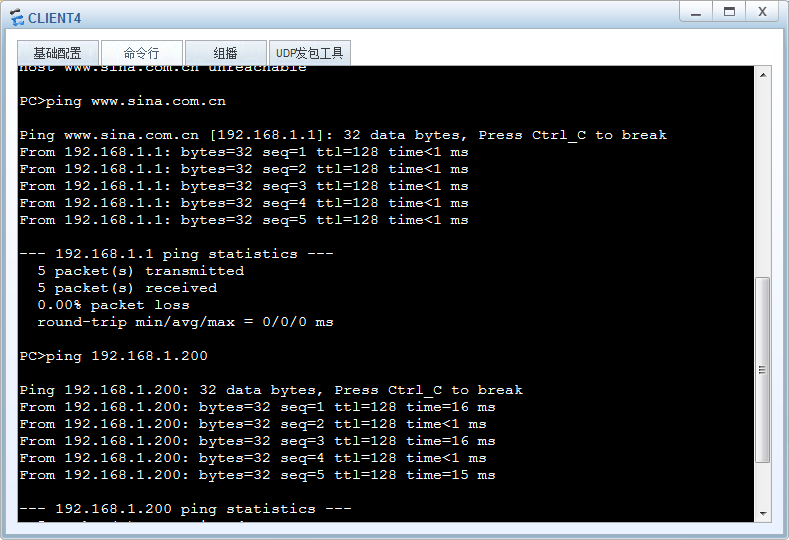 CLIENT4
基础配置 命令行 组播 UDP发包工具
host www.sina.com.cn unreachable
PC>ping www.sina.com.cn
Ping www.sina.com.cn [192.168.1.1]: 32 data bytes, Press Ctrl_C to break
From 192.168.1.1: bytes=32 seq=1 ttl=128 time<1 ms
From 192.168.1.1: bytes=32 seq=2 ttl=128 time<1 ms
From 192.168.1.1: bytes=32 seq=3 ttl=128 time<1 ms
From 192.168.1.1: bytes=32 seq=4 ttl=128 time<1 ms
From 192.168.1.1: bytes=32 seq=5 ttl=128 time<1 ms
--- 192.168.1.1 ping statistics ---
5 packet(s) transmitted
5 packet(s) received
0.00% packet loss
round-trip min/avg/max = 0/0/0 ms
PC>ping 192.168.1.200
Ping 192.168.1.200: 32 data bytes, Press Ctrl_C to break
From 192.168.1.200: bytes=32 seq=1 ttl=128 time=16 ms
From 192.168.1.200: bytes=32 seq=2 ttl=128 time<1 ms
From 192.168.1.200: bytes=32 seq=3 ttl=128 time=16 ms
From 192.168.1.200: bytes=32 seq=4 ttl=128 time<1 ms
From 192.168.1.200: bytes=32 seq=5 ttl=128 time=15 ms
--- 192.168.1.200 ping statistics ---